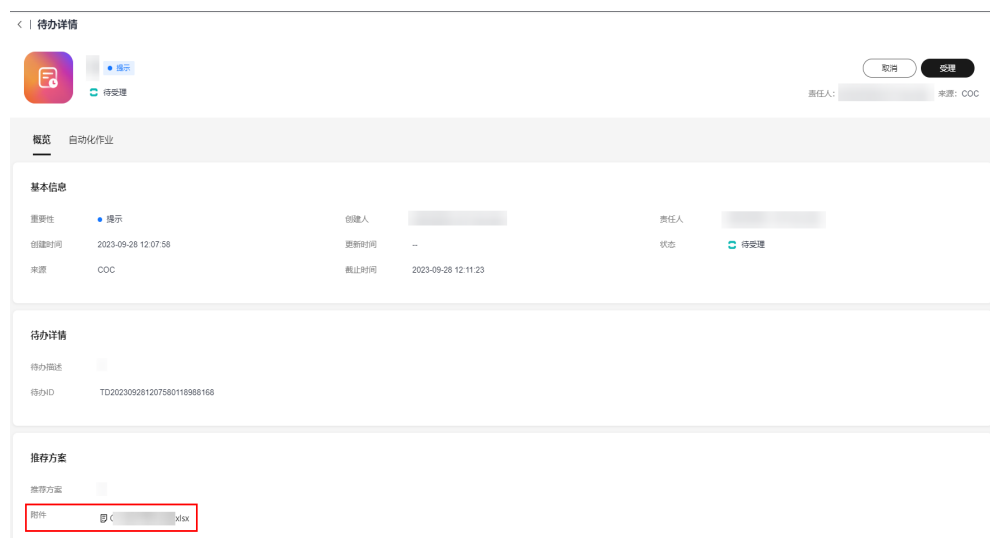 < | 待办详情
提示
待受理
取消 受理
责任人: 来源: COC
概览 自动化作业
基本信息
重要性 提示 创建人 责任人
创建时间 2023-09-28 12:07:58 更新时间 -- 状态 待受理
来源 COC 截止时间 2023-09-28 12:11:23
待办详情
待办描述
待办ID TD202309281207580118988168
推荐方案
推荐方案
附件 xlsx